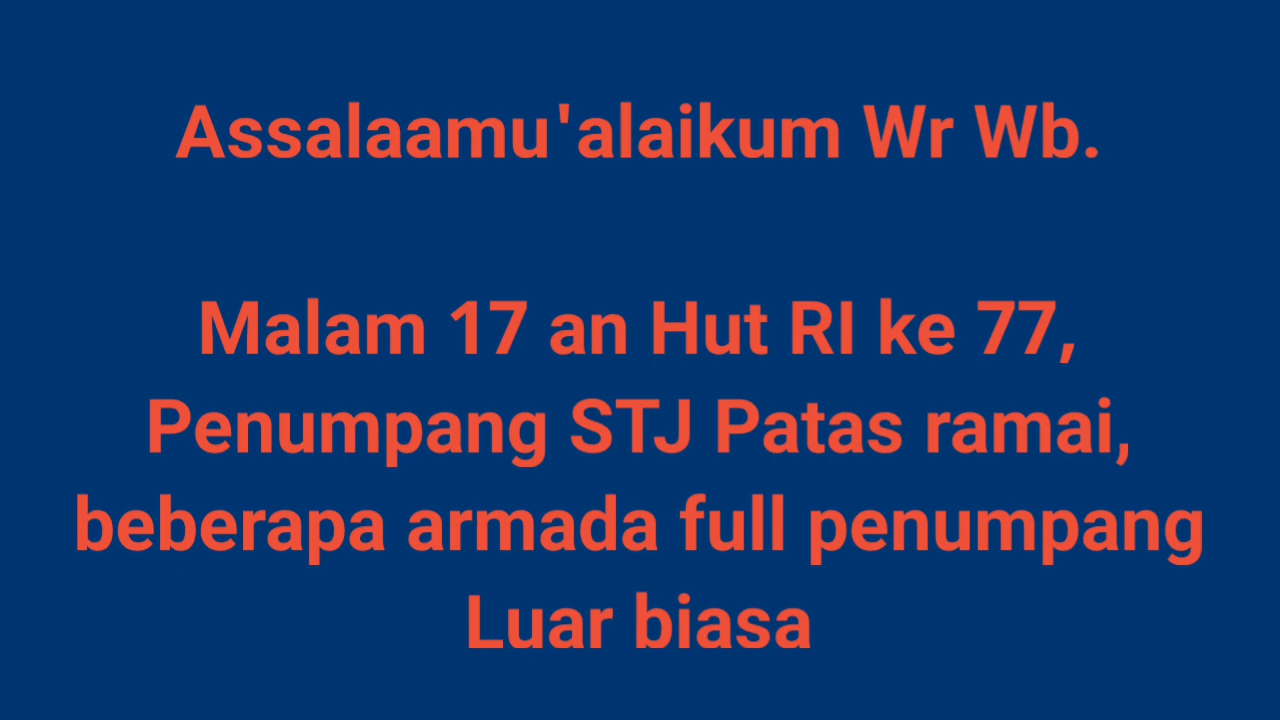 Assalaamu'alaikum Wr Wb.
Malam 17 an Hut RI ke 77,
Penumpang STJ Patas ramai,
beberapa armada full penumpang
Luar biasa